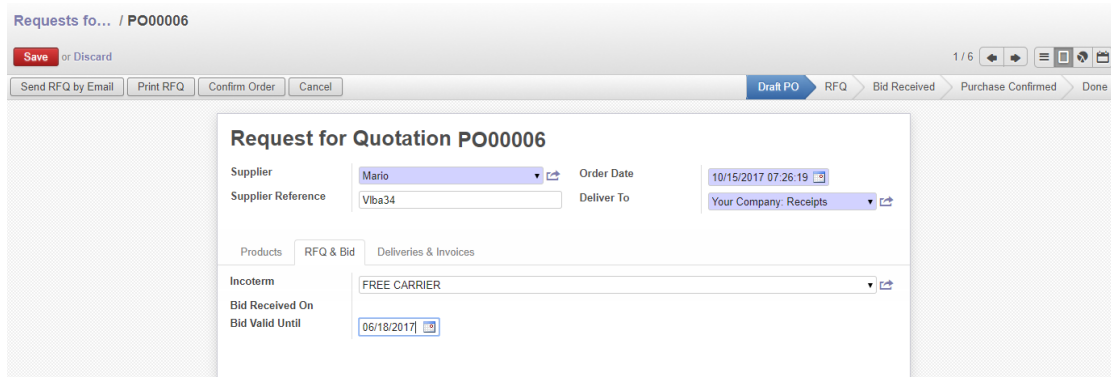 Requests fo... / PO00006
Save or Discard
1 / 6
Send RFQ by Email Print RFQ Confirm Order Cancel
Draft PO RFQ Bid Received Purchase Confirmed Done
Request for Quotation PO00006
Supplier Mario Order Date 10/15/2017 07:26:19
Supplier Reference Vlba34 Deliver To Your Company: Receipts
Products RFQ & Bid Deliveries & Invoices
Incoterm FREE CARRIER
Bid Received On
Bid Valid Until 06/18/2017